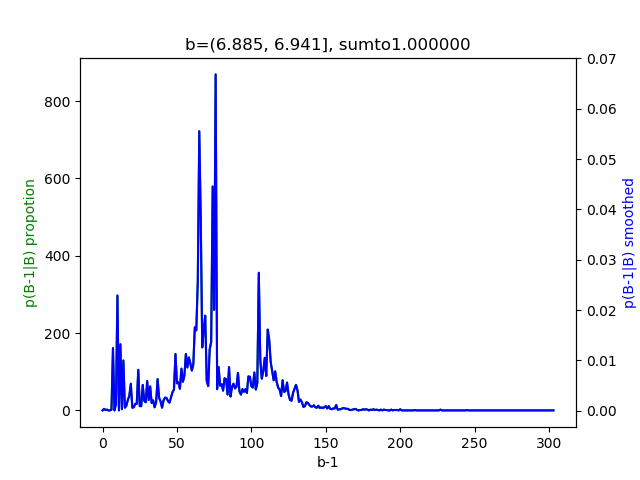 b=(6.885, 6.941], sumto1.000000
p(B-1|B) propotion
800
600
400
200
0
0.07
0.06
0.05
0.04
0.03
0.02
0.01
0.00
p(B-1|B) smoothed
0 50 100 150 200 250 300
b-1